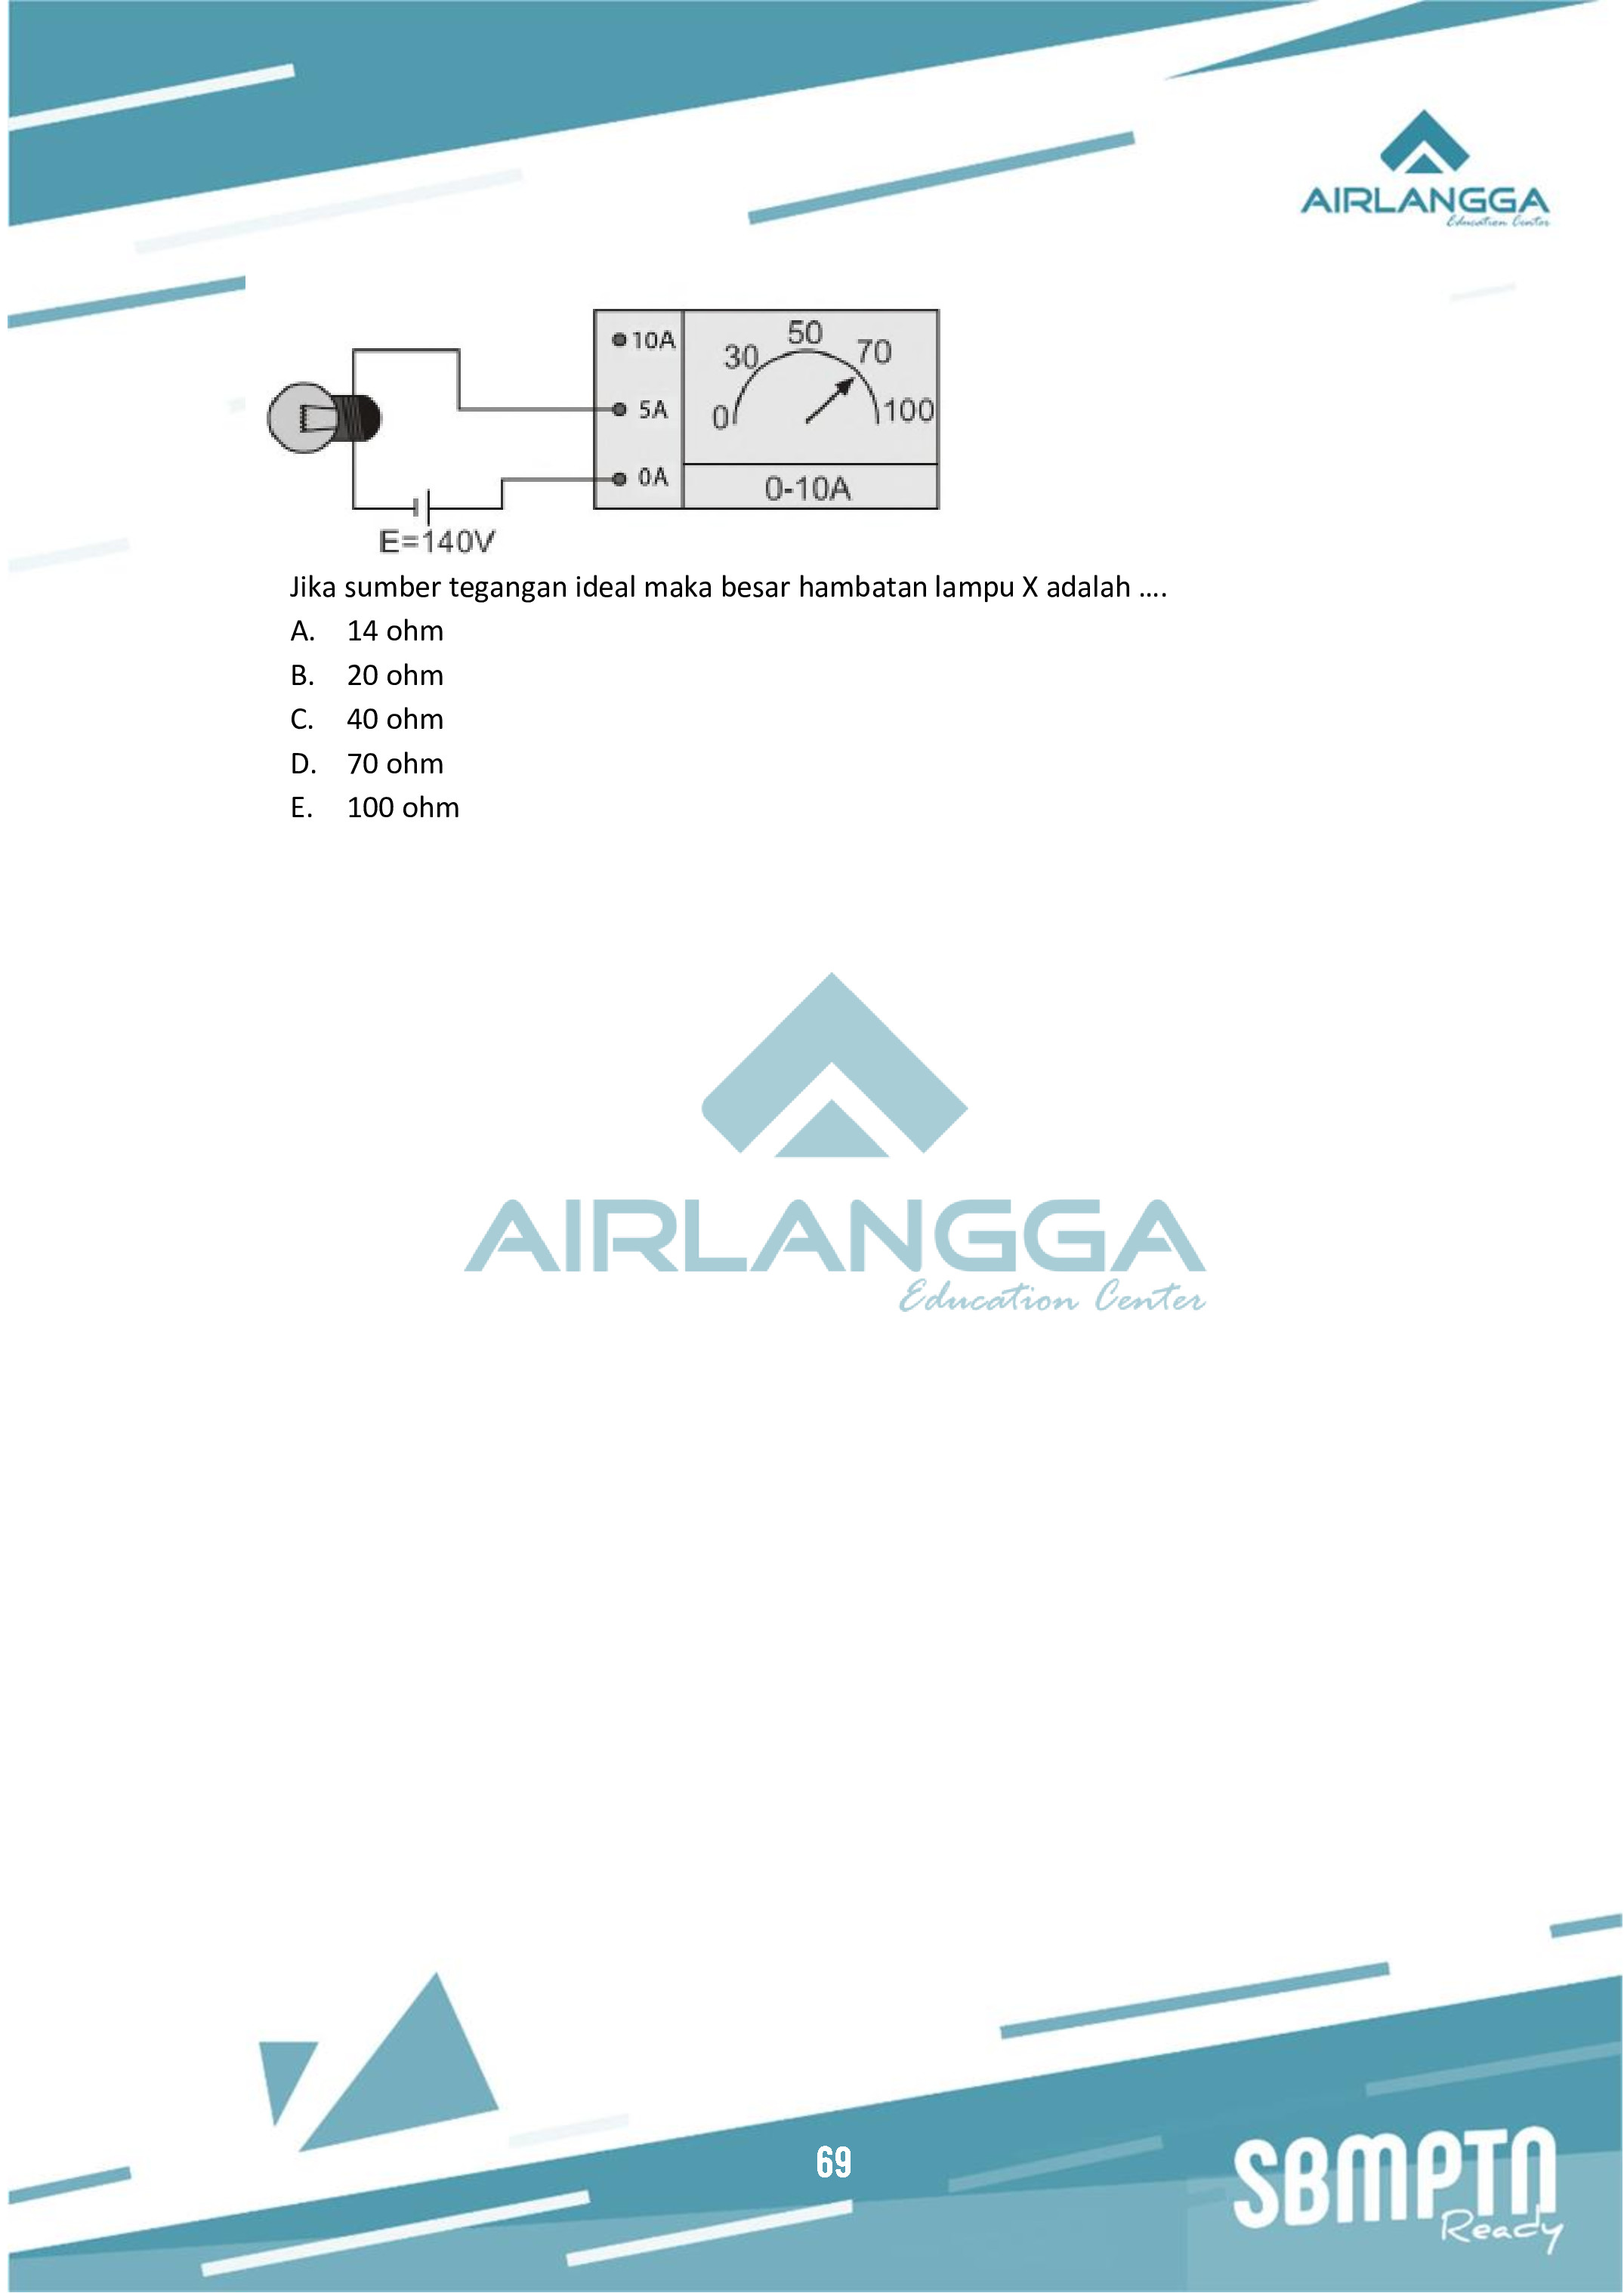 AIRLANGGA
Education Center
10A
5A
0A
0
30
50
70
100
0-10A
E=140V
Jika sumber tegangan ideal maka besar hambatan lampu X adalah ....
A. 14 ohm
B. 20 ohm
C. 40 ohm
D. 70 ohm
E. 100 ohm
AIRLANGGA
Education Center
69
SBMPTN
Ready